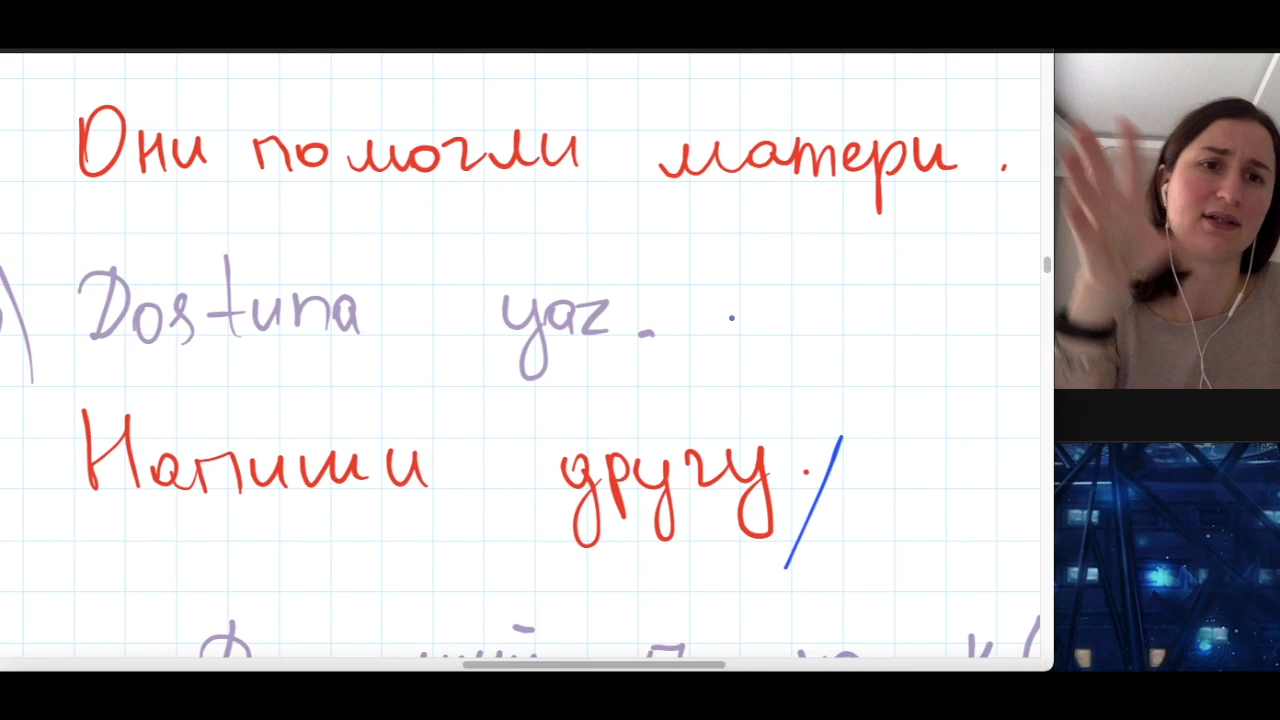 Они помогли матери.
Dostuna yaz.
Напиши другу.